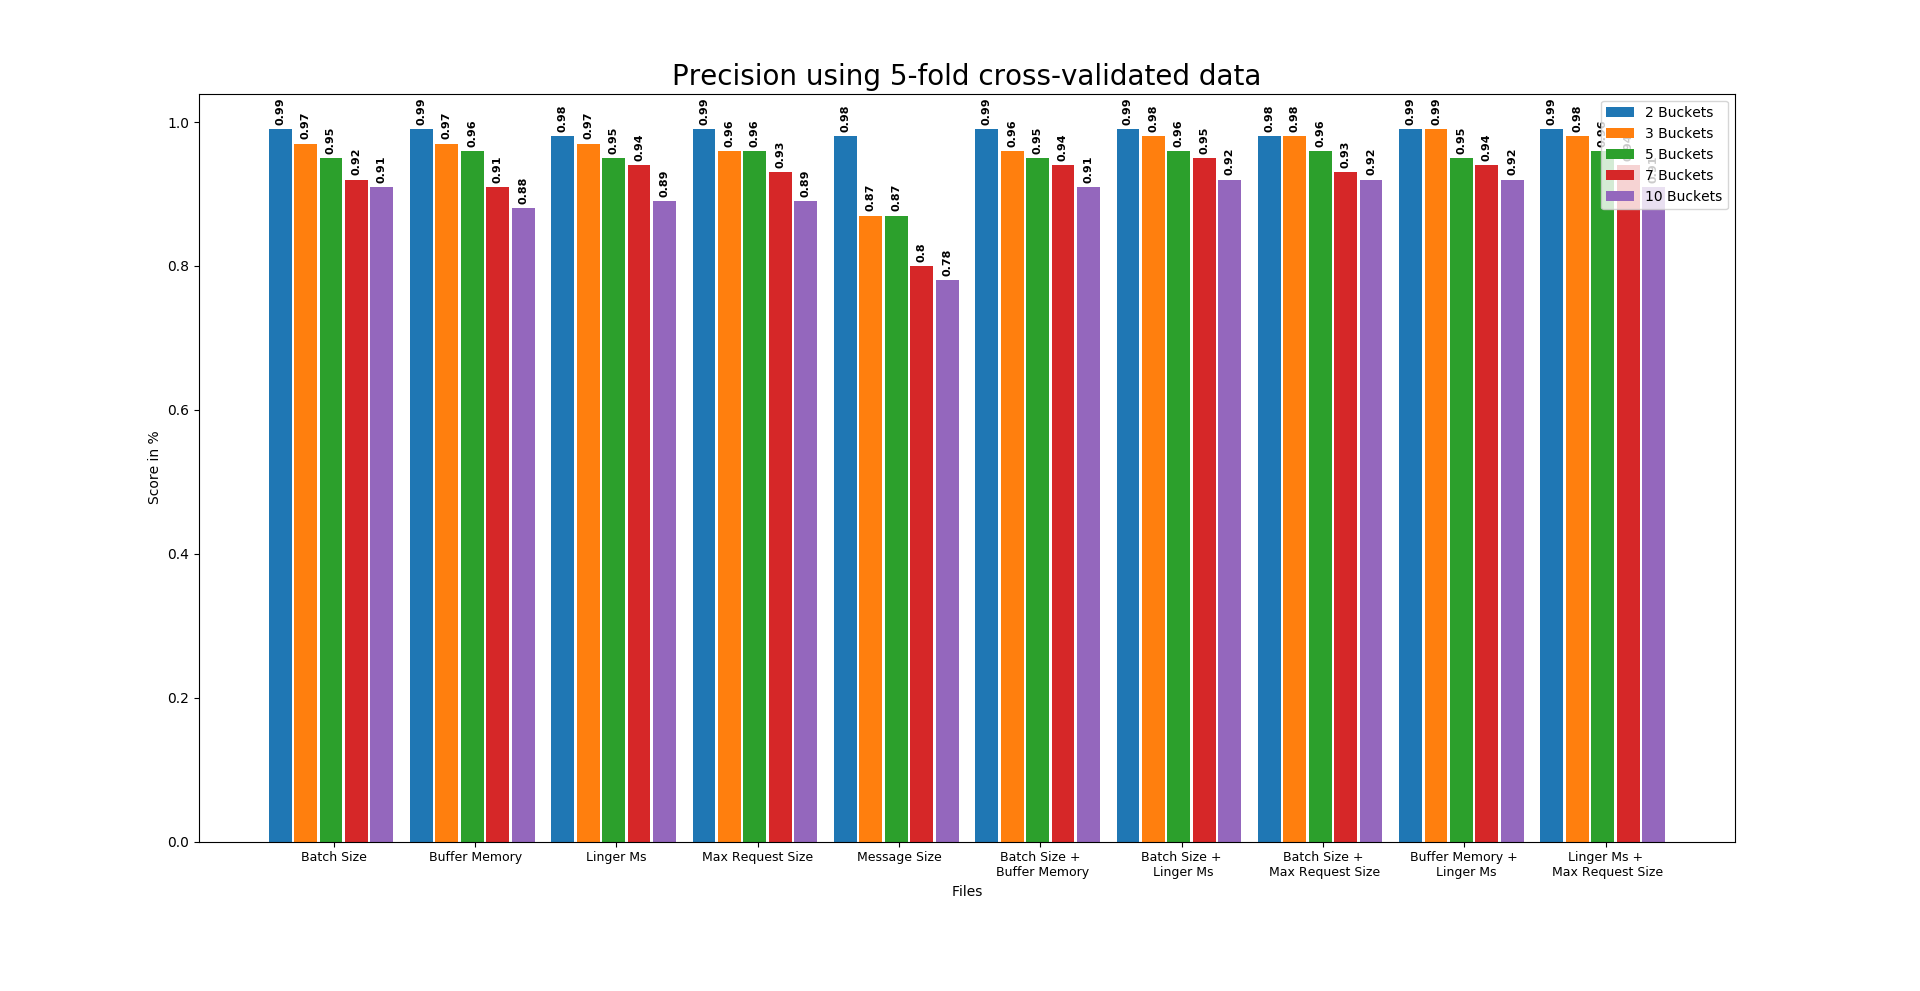 Precision using 5-fold cross-validated data
0.99 0.97 0.95 0.92 0.91 0.99 0.97 0.96 0.91 0.88 0.98 0.97 0.95 0.94 0.89 0.99 0.96 0.96 0.93 0.89 0.98 0.87 0.87 0.8 0.78 0.99 0.96 0.95 0.94 0.91 0.99 0.98 0.96 0.95 0.92 0.98 0.98 0.96 0.93 0.92 0.99 0.99 0.95 0.94 0.92 0.99 0.98 0.96 0.94 0.91
2 Buckets
3 Buckets
5 Buckets
7 Buckets
10 Buckets
1.0
0.8
0.6
0.4
0.2
0.0
Score in %
Batch Size
Buffer Memory
Linger Ms
Max Request Size
Message Size
Batch Size +
Buffer Memory
Batch Size +
Linger Ms
Batch Size +
Max Request Size
Buffer Memory +
Linger Ms
Linger Ms +
Max Request Size
Files